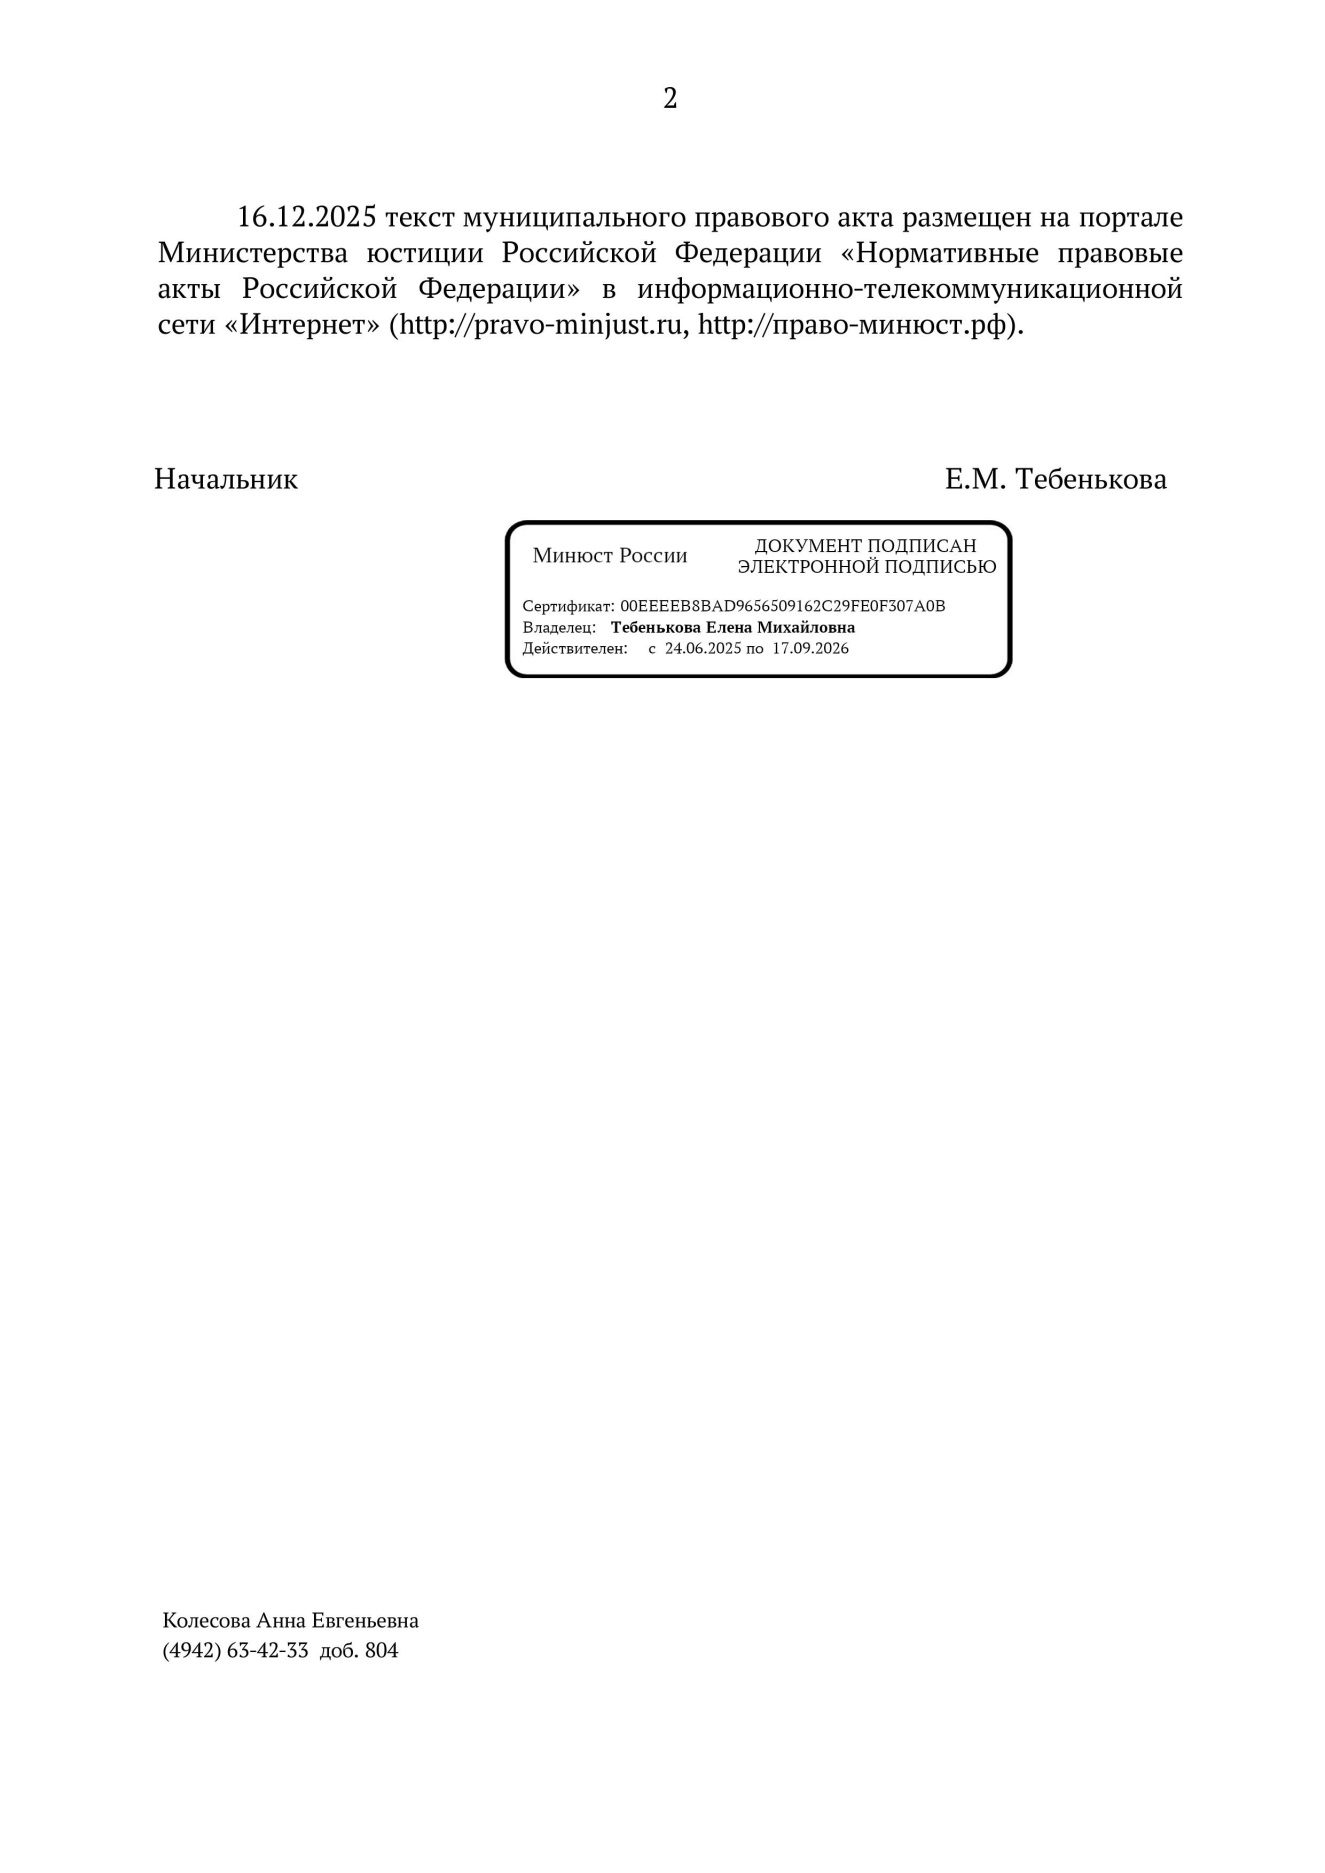 2
16.12.2025 текст муниципального правового акта размещен на портале
Министерства юстиции Российской Федерации «Нормативные правовые
акты Российской Федерации» в информационно-телекоммуникационной
сети «Интернет» (http://pravo-minjust.ru, http://право-минюст.рф).
Начальник Е.М. Тебенькова
Минюст России
ДОКУМЕНТ ПОДПИСАН
ЭЛЕКТРОННОЙ ПОДПИСЬЮ
Сертификат: 00EEEEB8BAD9656509162C29FE0F307A0B
Владелец: Тебенькова Елена Михайловна
Действителен: с 24.06.2025 по 17.09.2026
Колесова Анна Евгеньевна
(4942) 63-42-33 доб. 804